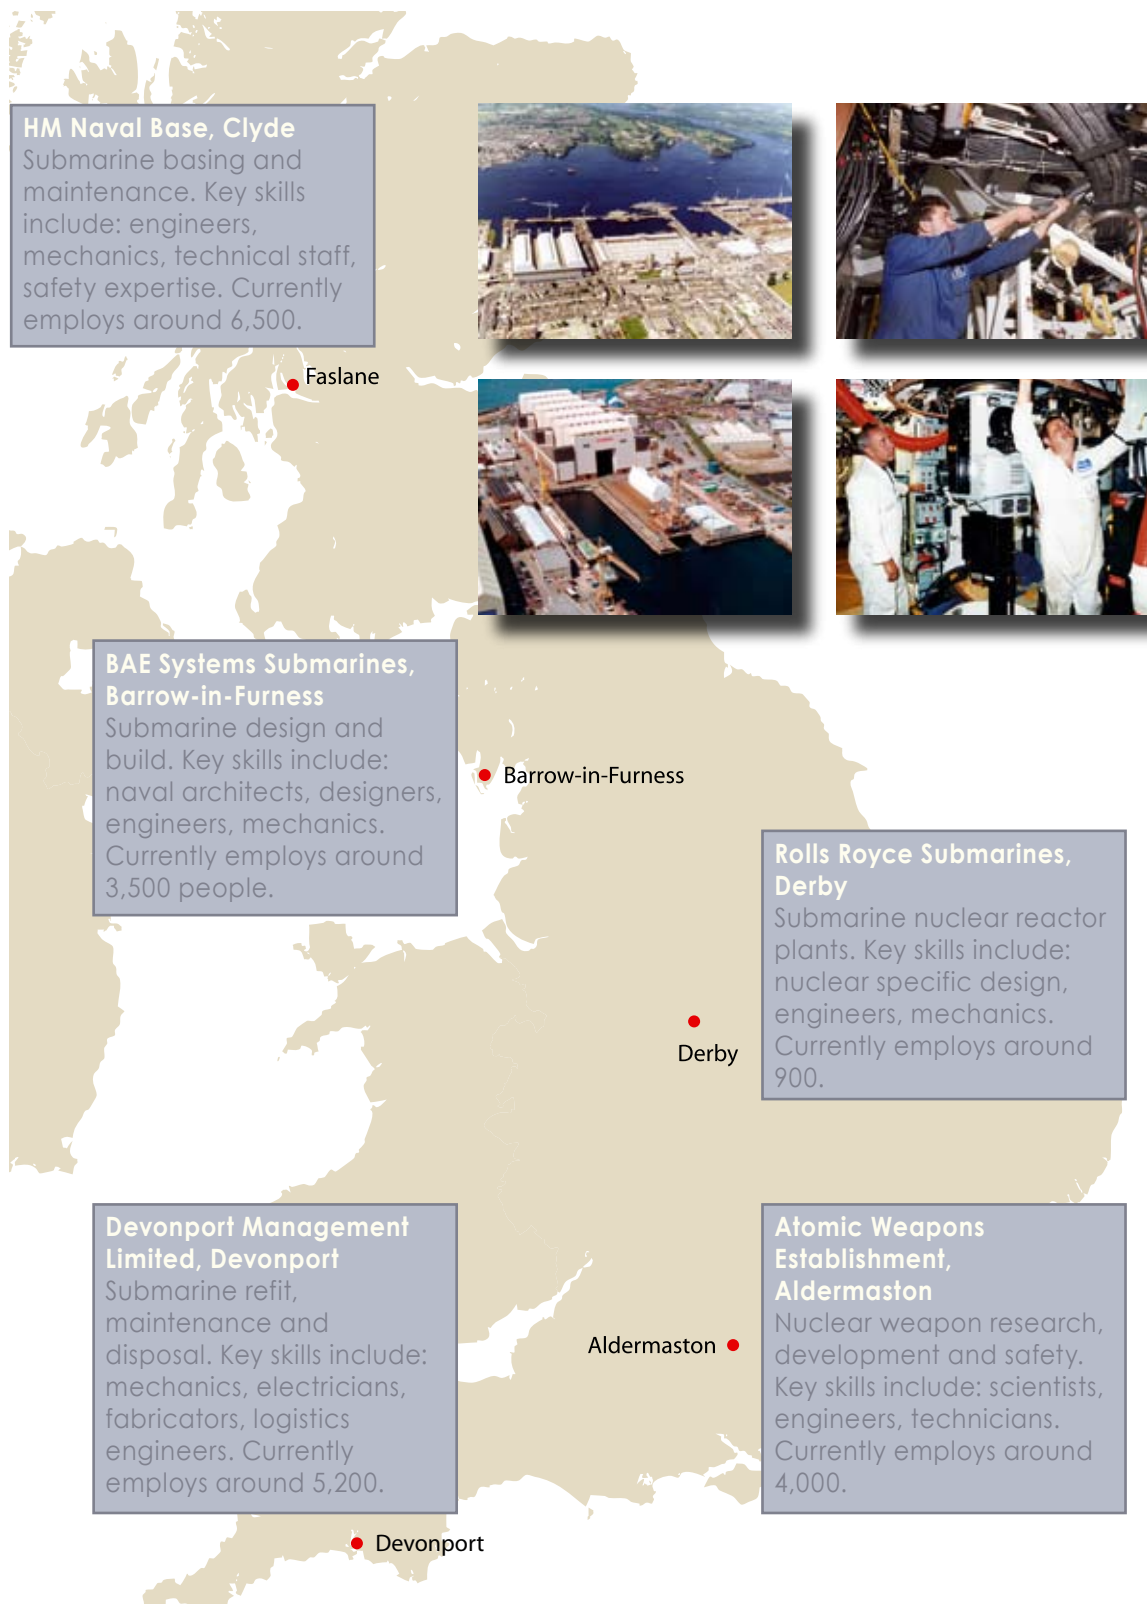 HM Naval Base, Clyde
Submarine basing and
maintenance. Key skills
include: engineers,
mechanics, technical staff,
safety expertise. Currently
employs around 6,500.
Faslane
BAE Systems Submarines,
Barrow-in-Furness
Submarine design and
build. Key skills include:
naval architects, designers,
engineers, mechanics.
Currently employs around
3,500 people.
Barrow-in-Furness
Rolls Royce Submarines,
Derby
Submarine nuclear reactor
plants. Key skills include:
nuclear specific design,
engineers, mechanics.
Currently employs around
900.
Derby
Devonport Management
Limited, Devonport
Submarine refit,
maintenance and
disposal. Key skills include:
mechanics, electricians,
fabricators, logistics
engineers. Currently
employs around 5,200.
Atomic Weapons
Establishment,
Aldermaston
Nuclear weapon research,
development and safety.
Key skills include: scientists,
engineers, technicians.
Currently employs around
4,000.
Aldermaston
Devonport